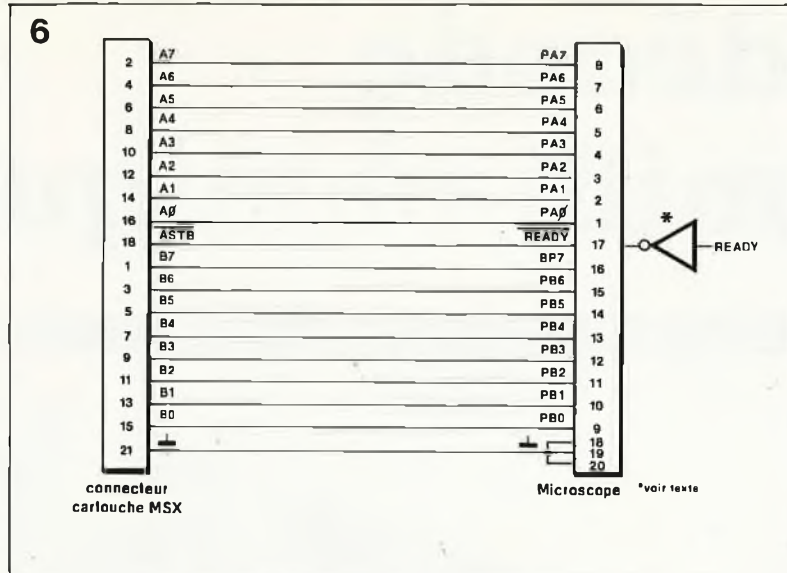 6
2 A7 PA7 8
4 A6 PA6 7
6 A5 PA5 6
8 A4 PA4 5
10 A3 PA3 4
12 A2 PA2 3
14 A1 PA1 2
16 AØ PAØ 1
18 ASTB READY 17 * READY
1 B7 BP7 16
3 B6 PB6 15
5 B5 PB5 14
7 B4 PB4 13
9 B3 PB3 12
11 B2 PB2 11
13 B1 PB1 10
15 B0 PB0 9
21 18
19
20
connecteur
cartouche MSX
Microscope *voir texte